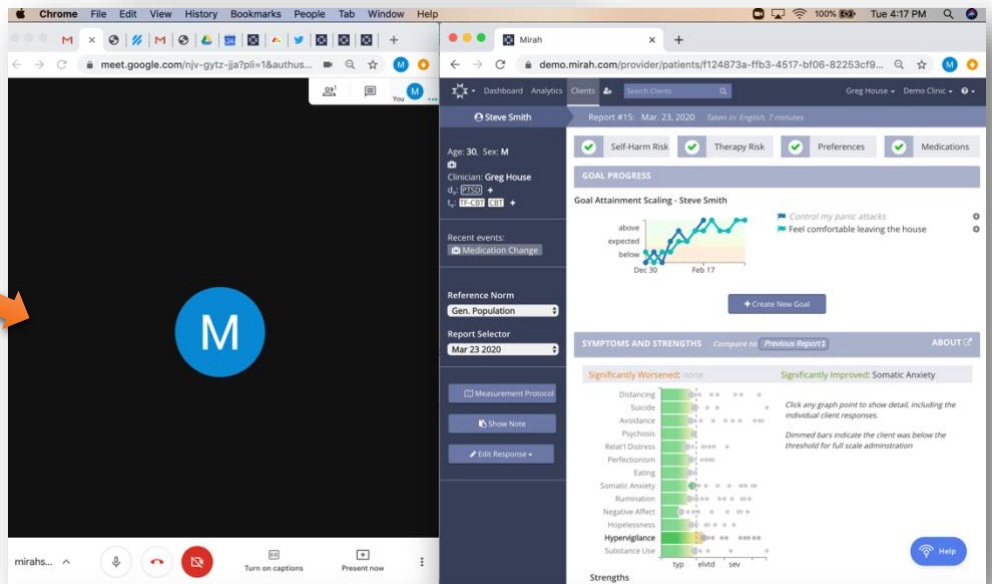 Chrome File Edit View History Bookmarks People Tab Window Help
100% Tue 4:17 PM
meet.google.com/njv-gytz-jja?pli=1&authus...
You
M
mirahs...
Turn on captions
Present now
Mirah
demo.mirah.com/provider/patients/f124873a-ffb3-4517-bf06-82253cf9...
Dashboard Analytics Clients Search Clients Greg House Demo Clinic
Steve Smith
Report #15: Mar. 23, 2020 Taken in: English, 7 minutes
Age: 30, Sex: M
Clinician: Greg House
dx: PTSD +
tx: TF-CBT CBT +
Recent events:
Medication Change
Reference Norm
Gen. Population
Report Selector
Mar 23 2020
Measurement Protocol
Show Note
Edit Response
Self-Harm Risk Therapy Risk Preferences Medications
GOAL PROGRESS
Goal Attainment Scaling - Steve Smith
above
expected
below
Dec 30 Feb 17
Control my panic attacks
Feel comfortable leaving the house
+ Create New Goal
SYMPTOMS AND STRENGTHS Compare to Previous Report ABOUT
Significantly Worsened: none
Significantly Improved: Somatic Anxiety
Distancing
Suicide
Avoidance
Psychosis
Relat'l Distress
Perfectionism
Eating
Somatic Anxiety
Rumination
Negative Affect
Hopelessness
Hypervigilance
Substance Use
typ elvtd sev
Click any graph point to show detail, including the
individual client responses.
Dimmed bars indicate the client was below the
threshold for full scale adminstration
Strengths
Help